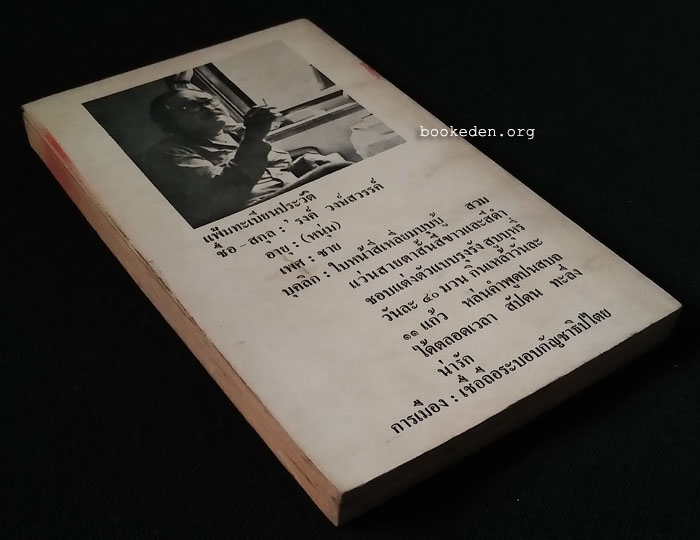 bookeden.org
แฟ้มทะเบียนประวัติ
ชื่อ - สกุล : ’ รงค์ วงษ์สวรรค์
อายุ : (หนุ่ม)
เพศ : ชาย
บุคลิก : ใบหน้าสี่เหลี่ยมบุบบู้ สวม
แว่นสายตาสั้นสีขาวและสีดำ
ชอบแต่งตัวแบบรุงรัง สูบบุหรี่
วันละ ๔๐ มวน กินเหล้าวันละ
๑๑ แก้ว หล่นคำพูดปนสบถ
ได้ตลอดเวลา สัปดน ทะลึ่ง
น่ารัก
การเมือง : เชื่อถือระบอบกัญชาธิปไตย